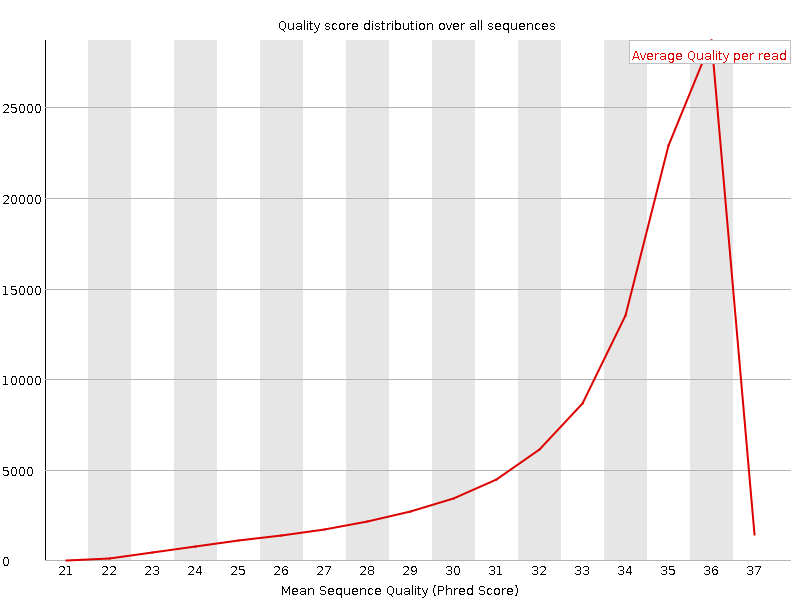 Quality score distribution over all sequences
Average Quality per read
25000
20000
15000
10000
5000
0
21 22 23 24 25 26 27 28 29 30 31 32 33 34 35 36 37
Mean Sequence Quality (Phred Score)